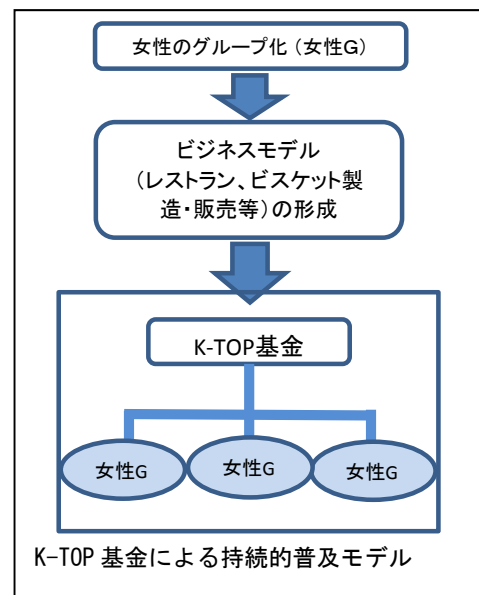 女性のグループ化（女性G）
ビジネスモデル
（レストラン、ビスケット製
造・販売等）の形成
K-TOP基金
女性G
女性G
女性G
K-TOP 基金による持続的普及モデル